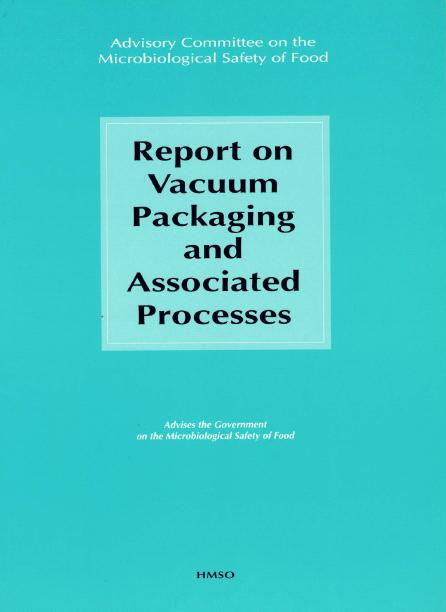 Advisory Committee on the
Microbiological Safety of Food
Report on
Vacuum
Packaging
and
Associated
Processes
Advises the Government
on the Microbiological Safety of Food
HMSO